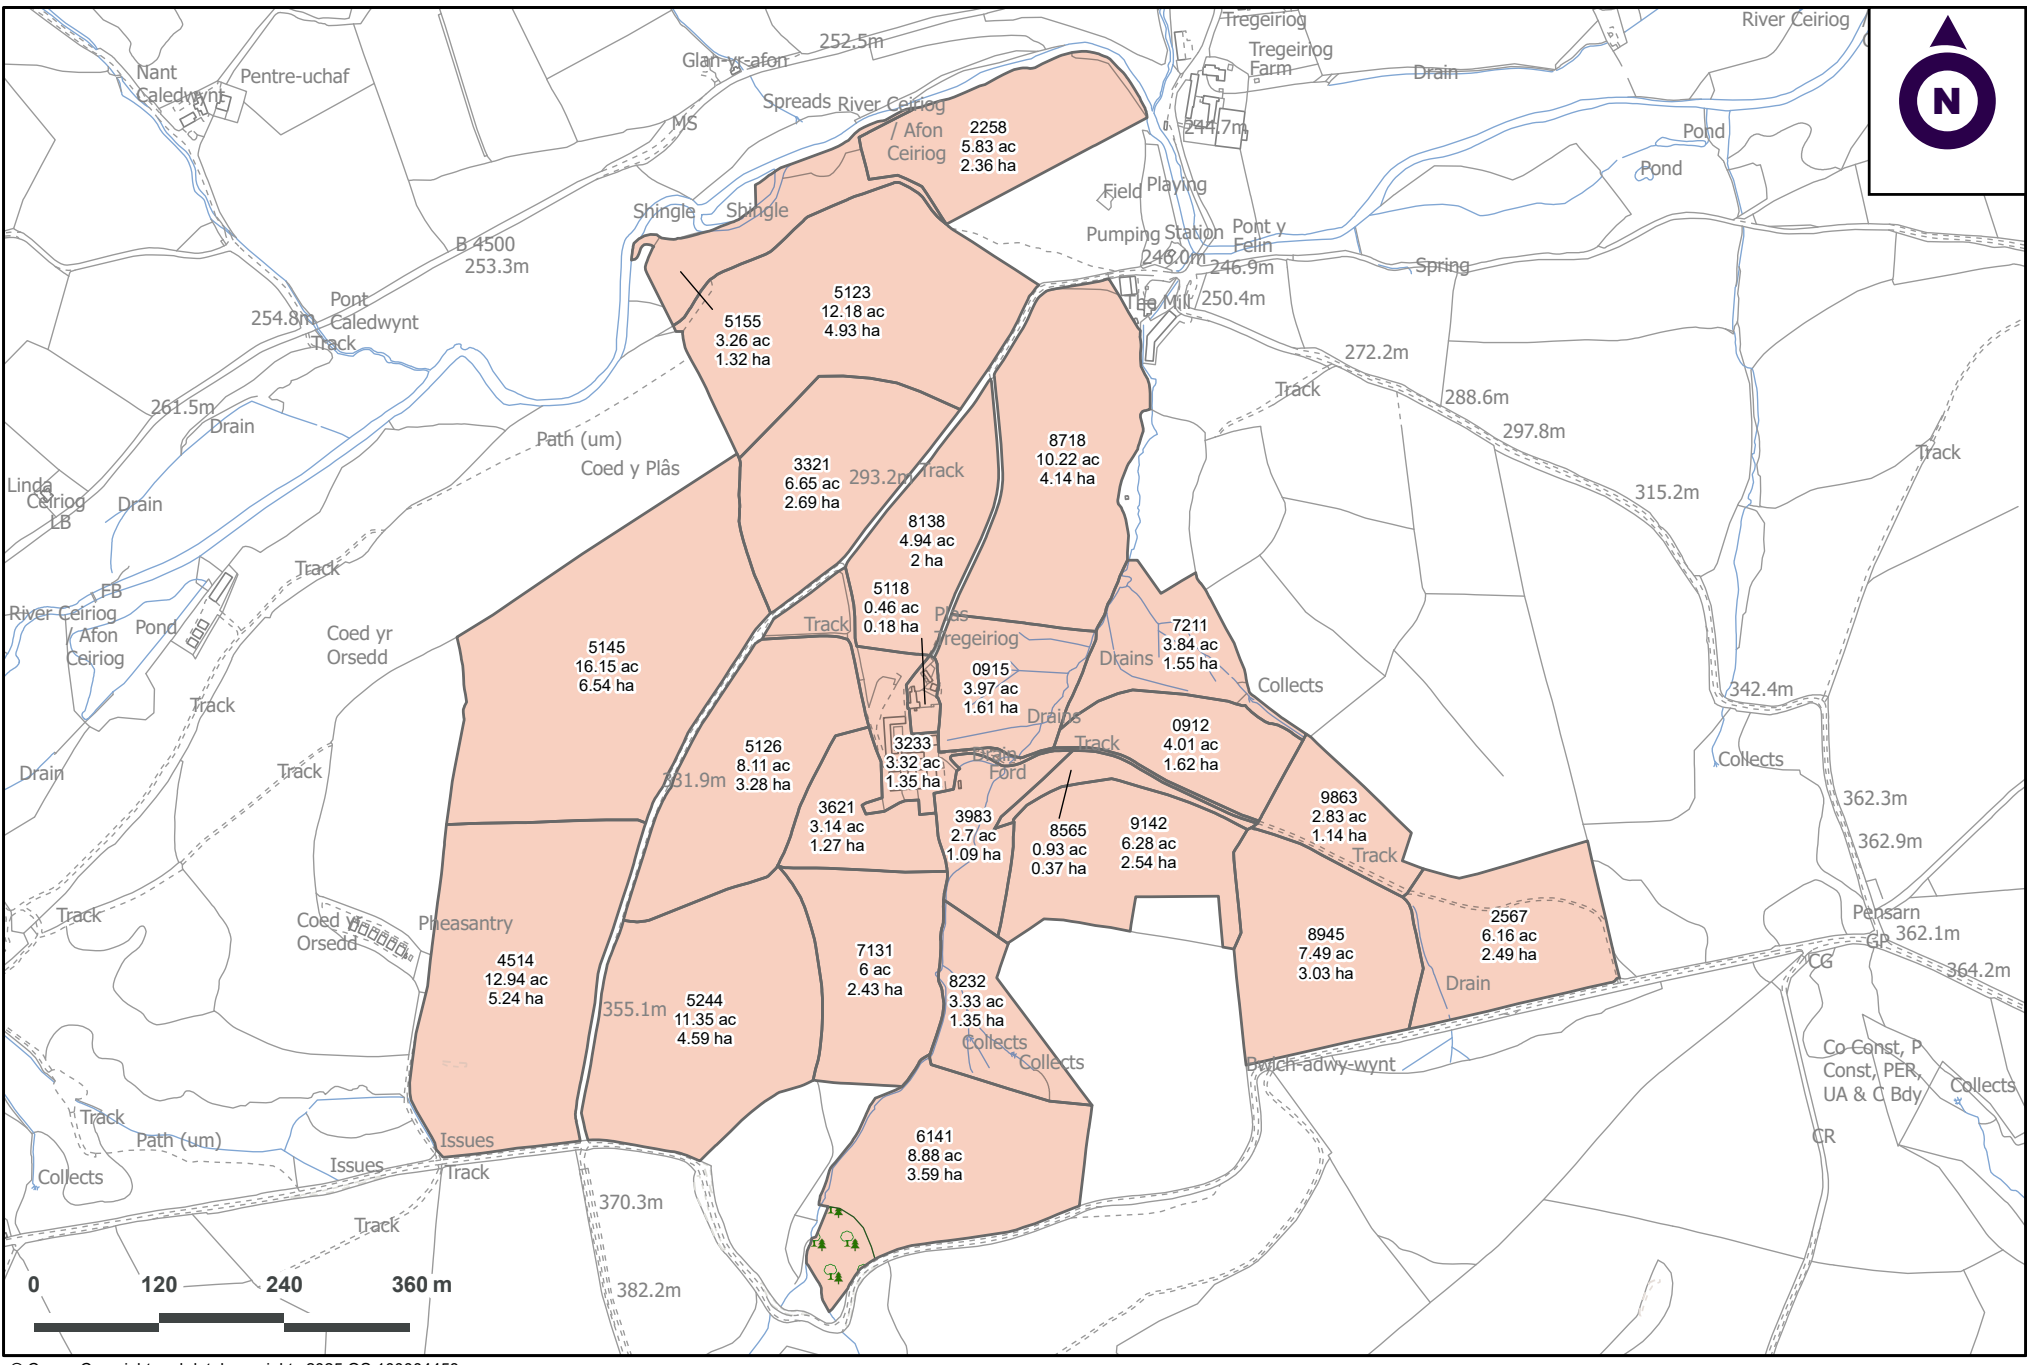 Tregeiriog
River Ceiriog
252.5m
Tregeiriog
Farm
Glan-yr-afon
Nant
Caledwynt
Pentre-uchaf
Drain
N
Spreads
River Ceiriog
/ Afon
Ceiriog
MS
2258
5.83 ac
2.36 ha
244.7m
Pond
Pond
Field
Playing
Shingle
Shingle
B 4500
253.3m
Pumping Station
Pont y
Felin
246.0m
246.9m
Spring
Pont
Caledwynt
254.8m
Track
5123
12.18 ac
4.93 ha
The Mill
250.4m
5155
3.26 ac
1.32 ha
272.2m
Track
288.6m
261.5m
Drain
Path (um)
Coed y Plâs
297.8m
8718
10.22 ac
4.14 ha
Track
3321
6.65 ac
2.69 ha
293.2m
Track
Linda
Ceiriog
LB
Drain
315.2m
8138
4.94 ac
2 ha
Track
FB
River Ceiriog
/ Afon
Ceiriog
Pond
Coed yr
Orsedd
5118
0.46 ac
0.18 ha
Track
Plas
Tregeiriog
7211
3.84 ac
1.55 ha
5145
16.15 ac
6.54 ha
0915
3.97 ac
1.61 ha
Drains
Collects
342.4m
Track
Drains
0912
4.01 ac
1.62 ha
5126
8.11 ac
3.28 ha
3233
3.32 ac
1.35 ha
Drain
Ford
Track
Collects
Drain
Track
331.9m
362.3m
3621
3.14 ac
1.27 ha
3983
2.7 ac
1.09 ha
8565
0.93 ac
0.37 ha
9142
6.28 ac
2.54 ha
9863
2.83 ac
1.14 ha
Track
362.9m
Track
Coed yr
Orsedd
Pheasantry
Pensarn
GP
362.1m
2567
6.16 ac
2.49 ha
8945
7.49 ac
3.03 ha
4514
12.94 ac
5.24 ha
7131
6 ac
2.43 ha
CG
364.2m
8232
3.33 ac
1.35 ha
Drain
355.1m
5244
11.35 ac
4.59 ha
Collects
Collects
Bwlch-adwy-wynt
Co Const, P
Const, PER,
UA & C Bdy
Collects
Track
Path (um)
Issues
CR
6141
8.88 ac
3.59 ha
Issues
Track
Collects
370.3m
Track
382.2m
0 120 240 360 m